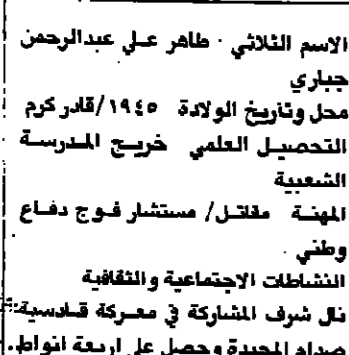 الاسم الثلاثي · طاهر علي عبدالرحمن
جباري
محل وتاريخ الولادة ١٩٤٥/قادر كرم
التحصيل العلمي خريج المدرسة
الشعبية
المهنة مقاتل/ مستشار فوج دفاع
وطني ·
النشاطات الاجتماعية والثقافية
نال شرف المشاركة في معركة قادسية
صدام المجيدة وحصل على اربعة انواط.